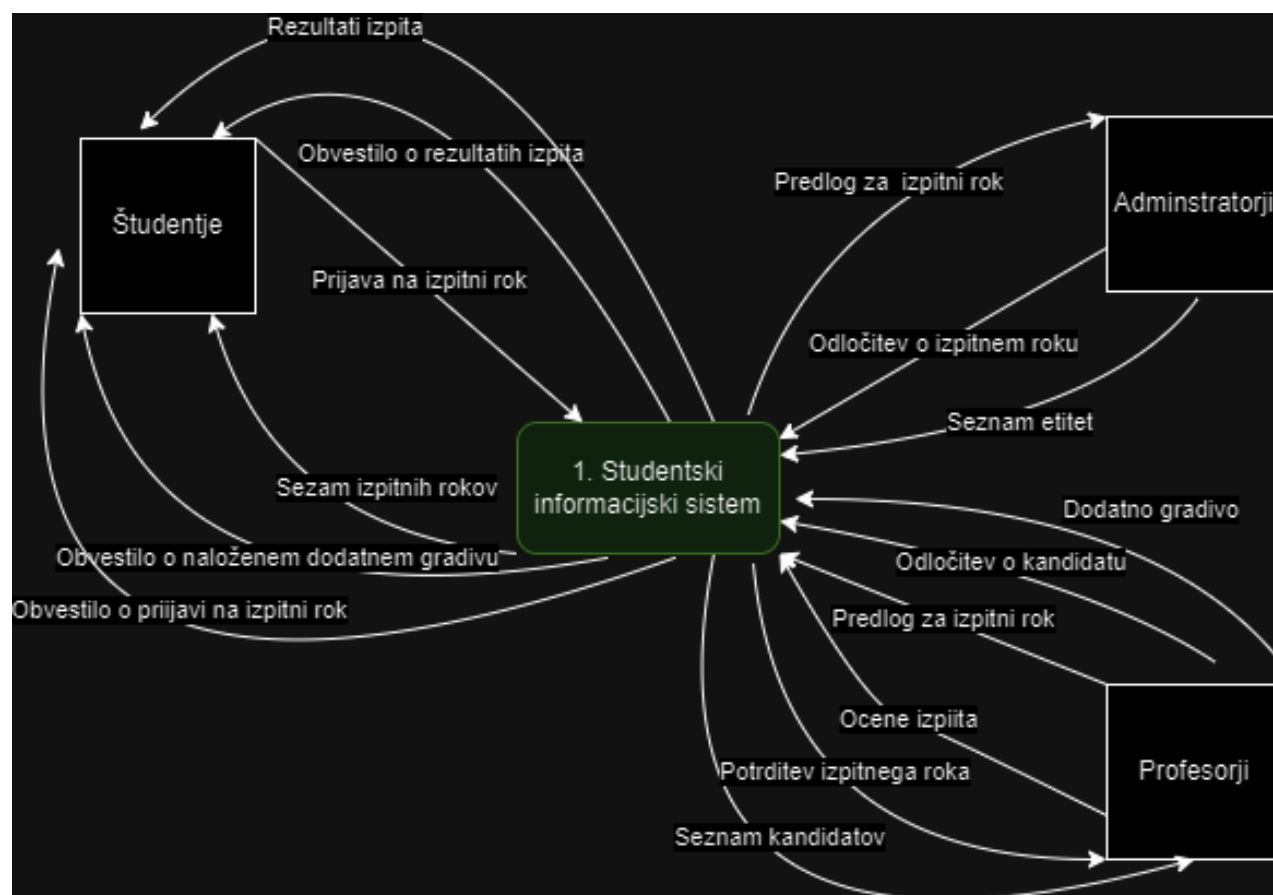 Rezultati izpita
Obvestilo o rezultatih izpita
Predlog za  izpitni rok
Adminstratorji
Študentje
Prijava na izpitni rok
Odločitev o izpitnem roku
Seznam etitet
1. Studentski
informacijski sistem
Sezam izpitnih rokov
Dodatno gradivo
Obvestilo o naloženem dodatnem gradivu
Odločitev o kandidatu
Obvestilo o priijavi na izpitni rok
Predlog za izpitni rok
Ocene izpiita
Potrditev izpitnega roka
Profesorji
Seznam kandidatov